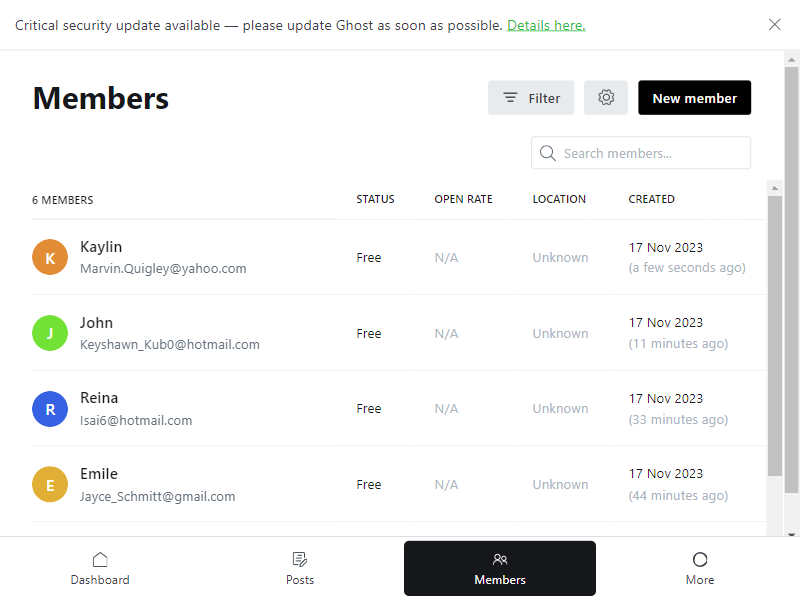 Critical security update available — please update Ghost as soon as possible. Details here.
Members
Filter
New member
Search members...
6 MEMBERS STATUS OPEN RATE LOCATION CREATED
K Kaylin Marvin.Quigley@yahoo.com Free N/A Unknown 17 Nov 2023 (a few seconds ago)
J John Keyshawn_Kub0@hotmail.com Free N/A Unknown 17 Nov 2023 (11 minutes ago)
R Reina Isai6@hotmail.com Free N/A Unknown 17 Nov 2023 (33 minutes ago)
E Emile Jayce_Schmitt@gmail.com Free N/A Unknown 17 Nov 2023 (44 minutes ago)
Dashboard Posts Members More